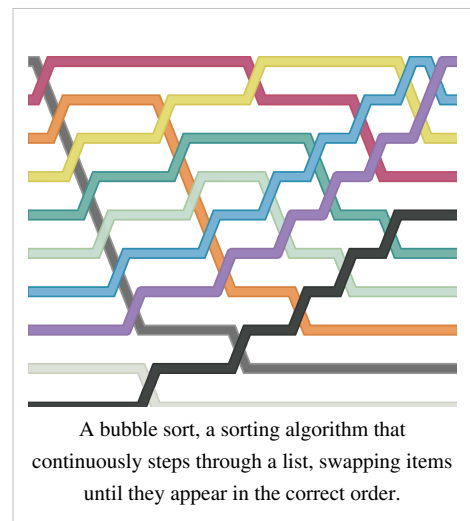 A bubble sort, a sorting algorithm that
continuously steps through a list, swapping items
until they appear in the correct order.